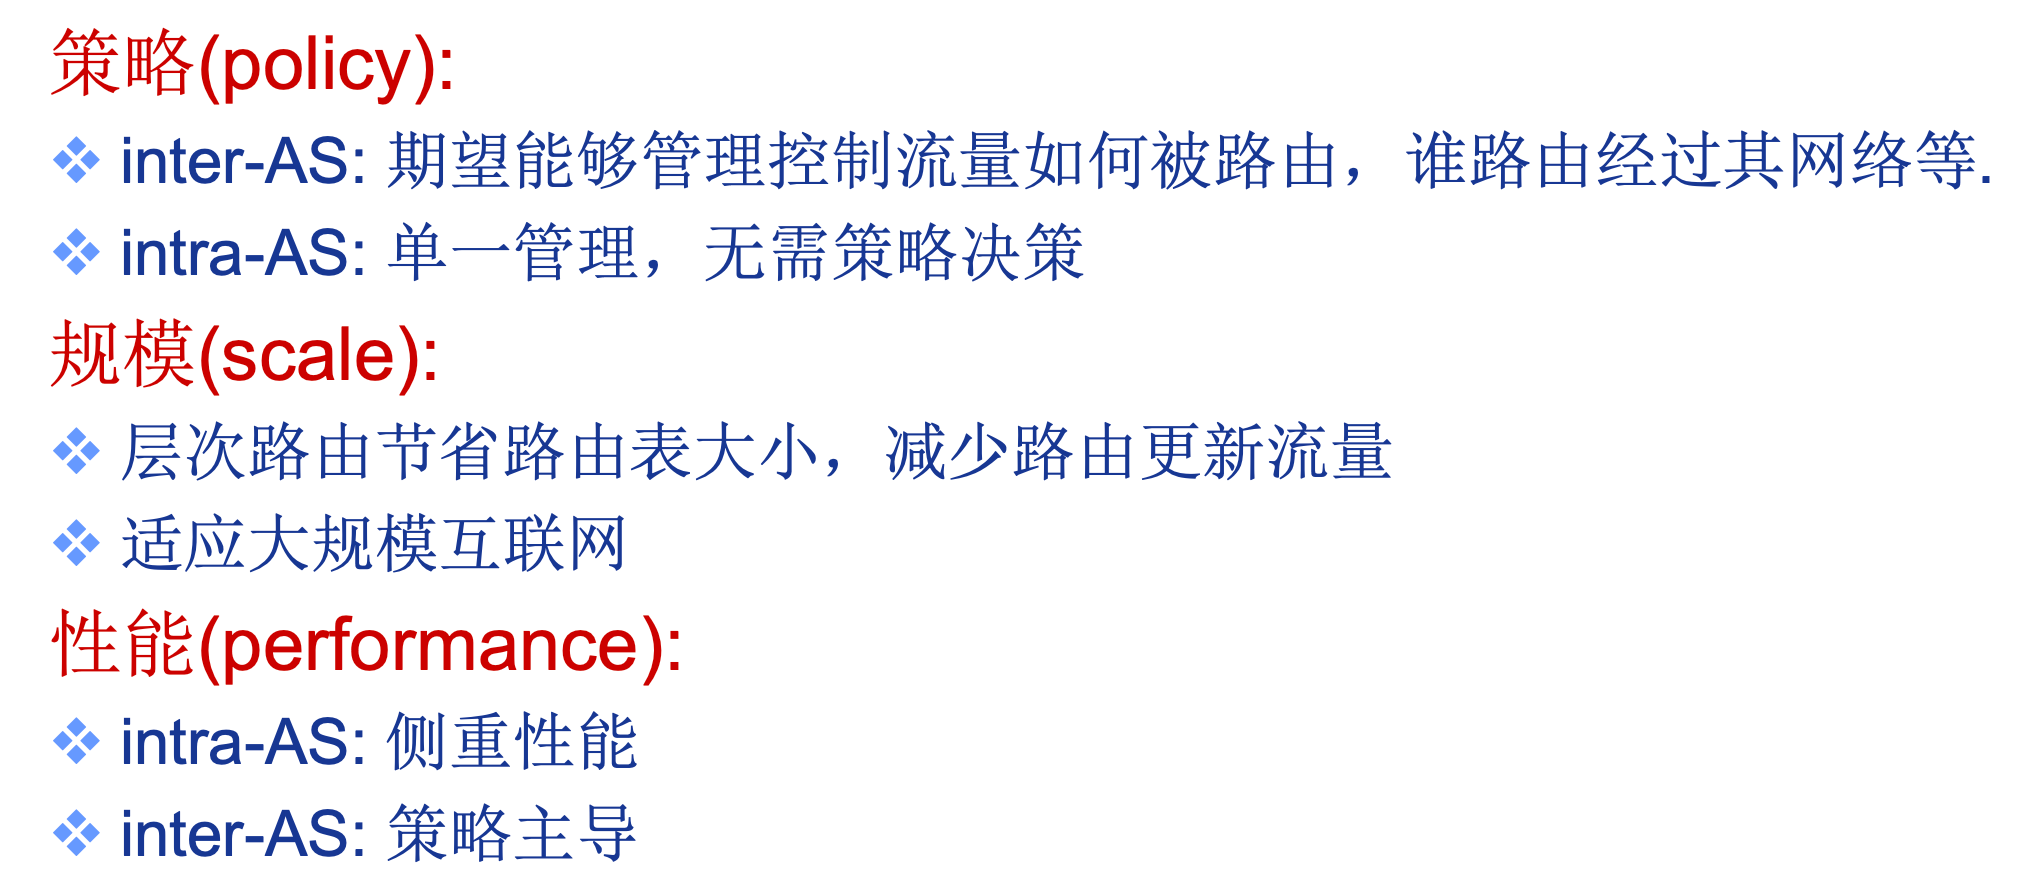 策略(policy):
❖ inter-AS: 期望能够管理控制流量如何被路由，谁路由经过其网络等.
❖ intra-AS: 单一管理，无需策略决策
规模(scale):
❖ 层次路由节省路由表大小，减少路由更新流量
❖ 适应大规模互联网
性能(performance):
❖ intra-AS: 侧重性能
❖ inter-AS: 策略主导